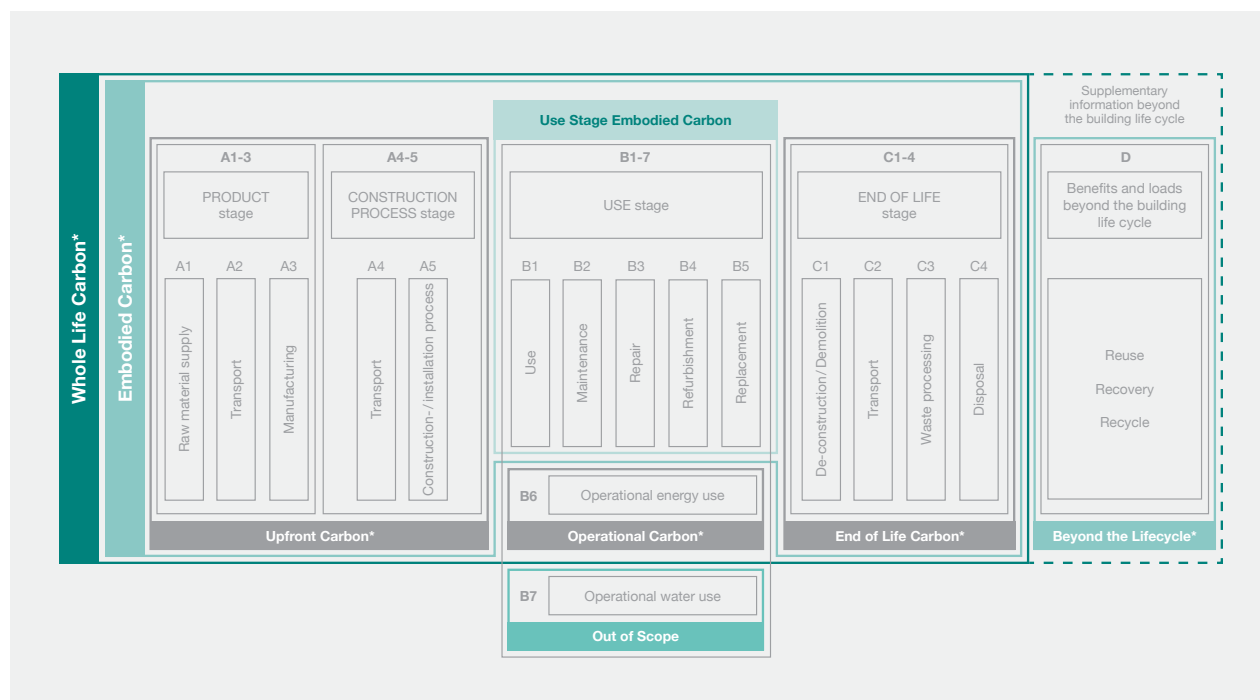 Whole Life Carbon*
Embodied Carbon*
Supplementary
information beyond
the building life cycle
Use Stage Embodied Carbon
A1-3
PRODUCT
stage
A4-5
CONSTRUCTION
PROCESS stage
B1-7
USE stage
C1-4
END OF LIFE
stage
D
Benefits and loads
beyond the building
life cycle
A1
A2
A3
A4
A5
B1
B2
B3
B4
B5
C1
C2
C3
C4
Raw material supply
Transport
Manufacturing
Transport
Construction-/ installation process
Use
Maintenance
Repair
Refurbishment
Replacement
De-construction/ Demolition
Transport
Waste processing
Disposal
Reuse
Recovery
Recycle
B6
Operational energy use
Upfront Carbon*
Operational Carbon*
End of Life Carbon*
Beyond the Lifecycle*
B7
Operational water use
Out of Scope